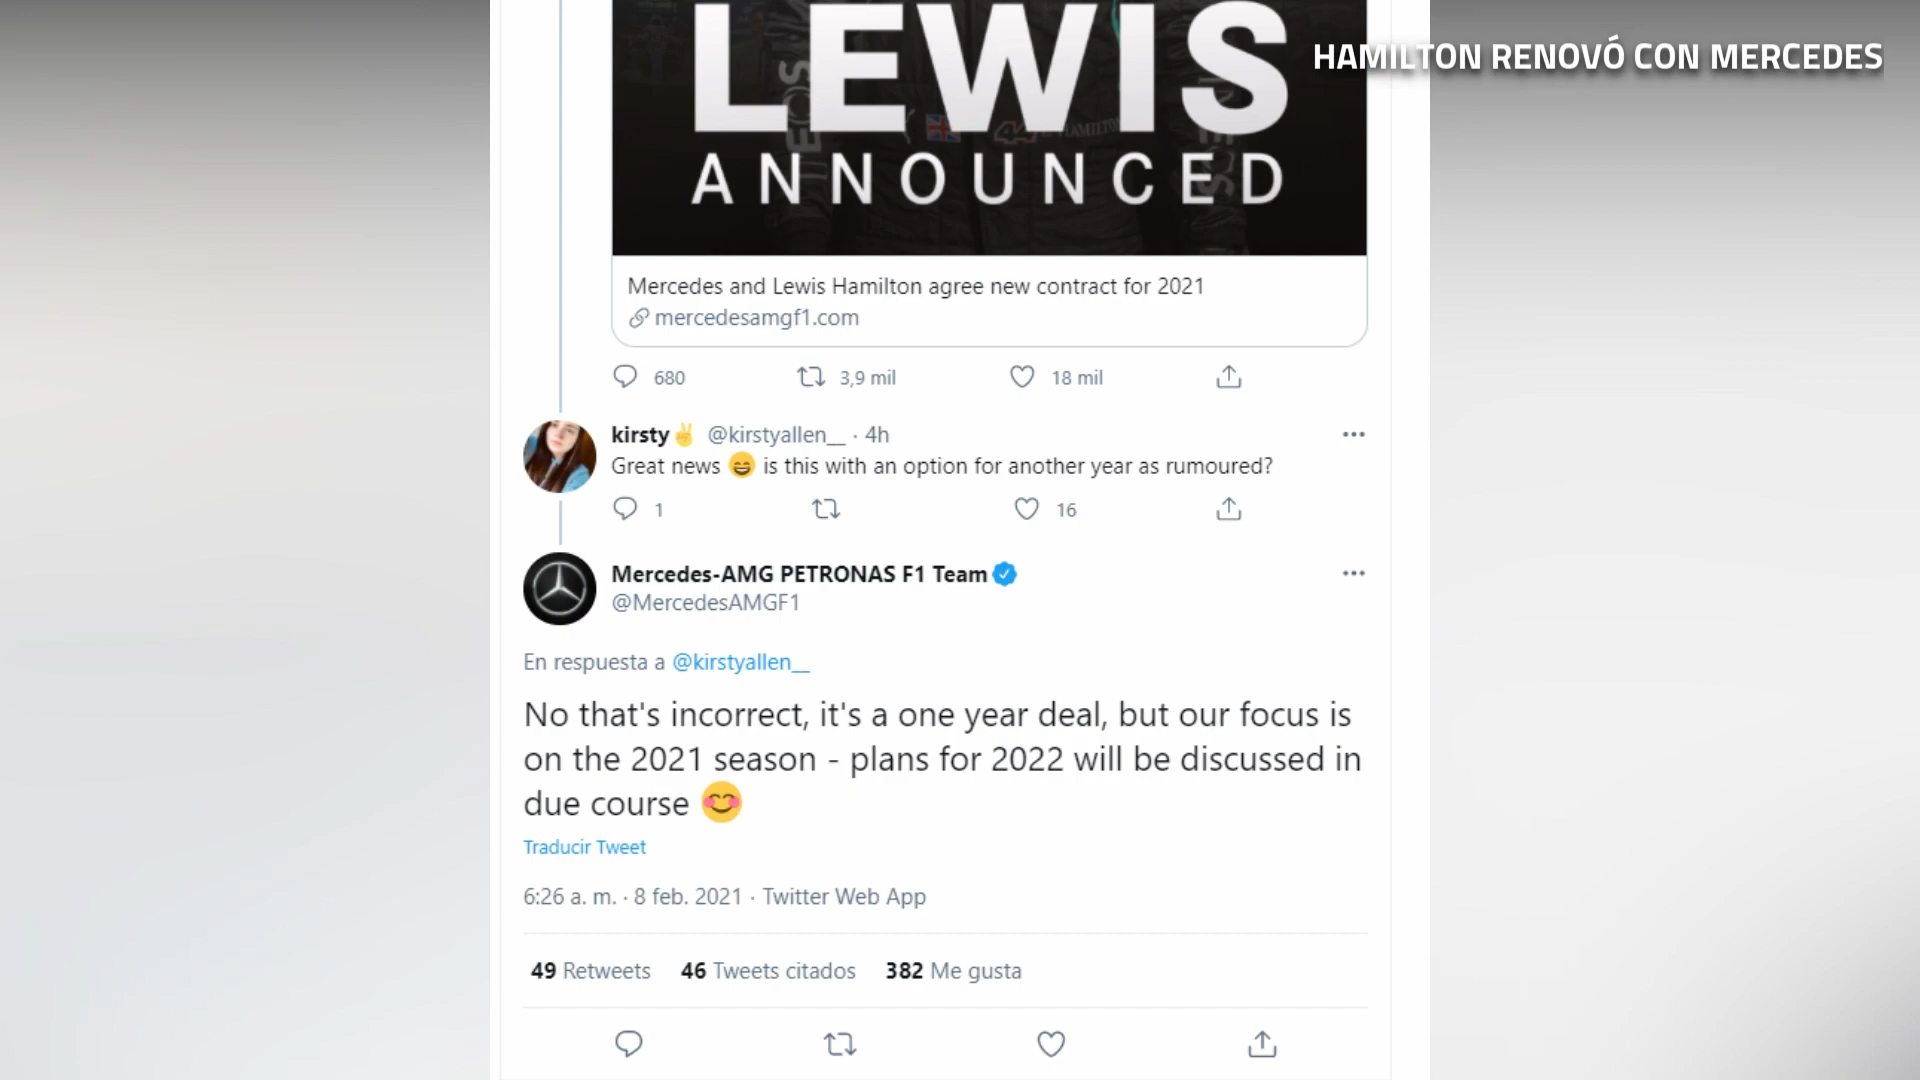 LEWIS
HAMILTON RENOVÓ CON MERCEDES
44 HAMILTON
ANNOUNCED
Mercedes and Lewis Hamilton agree new contract for 2021
mercedesamgf1.com
680 3,9 mil 18 mil
kirsty✌ @kirstyallen__ · 4h
Great news 😄 is this with an option for another year as rumoured?
1 16
Mercedes-AMG PETRONAS F1 Team
@MercedesAMGF1
En respuesta a @kirstyallen__
No that's incorrect, it's a one year deal, but our focus is
on the 2021 season - plans for 2022 will be discussed in
due course 😊
Traducir Tweet
6:26 a. m. · 8 feb. 2021 · Twitter Web App
49 Retweets 46 Tweets citados 382 Me gusta